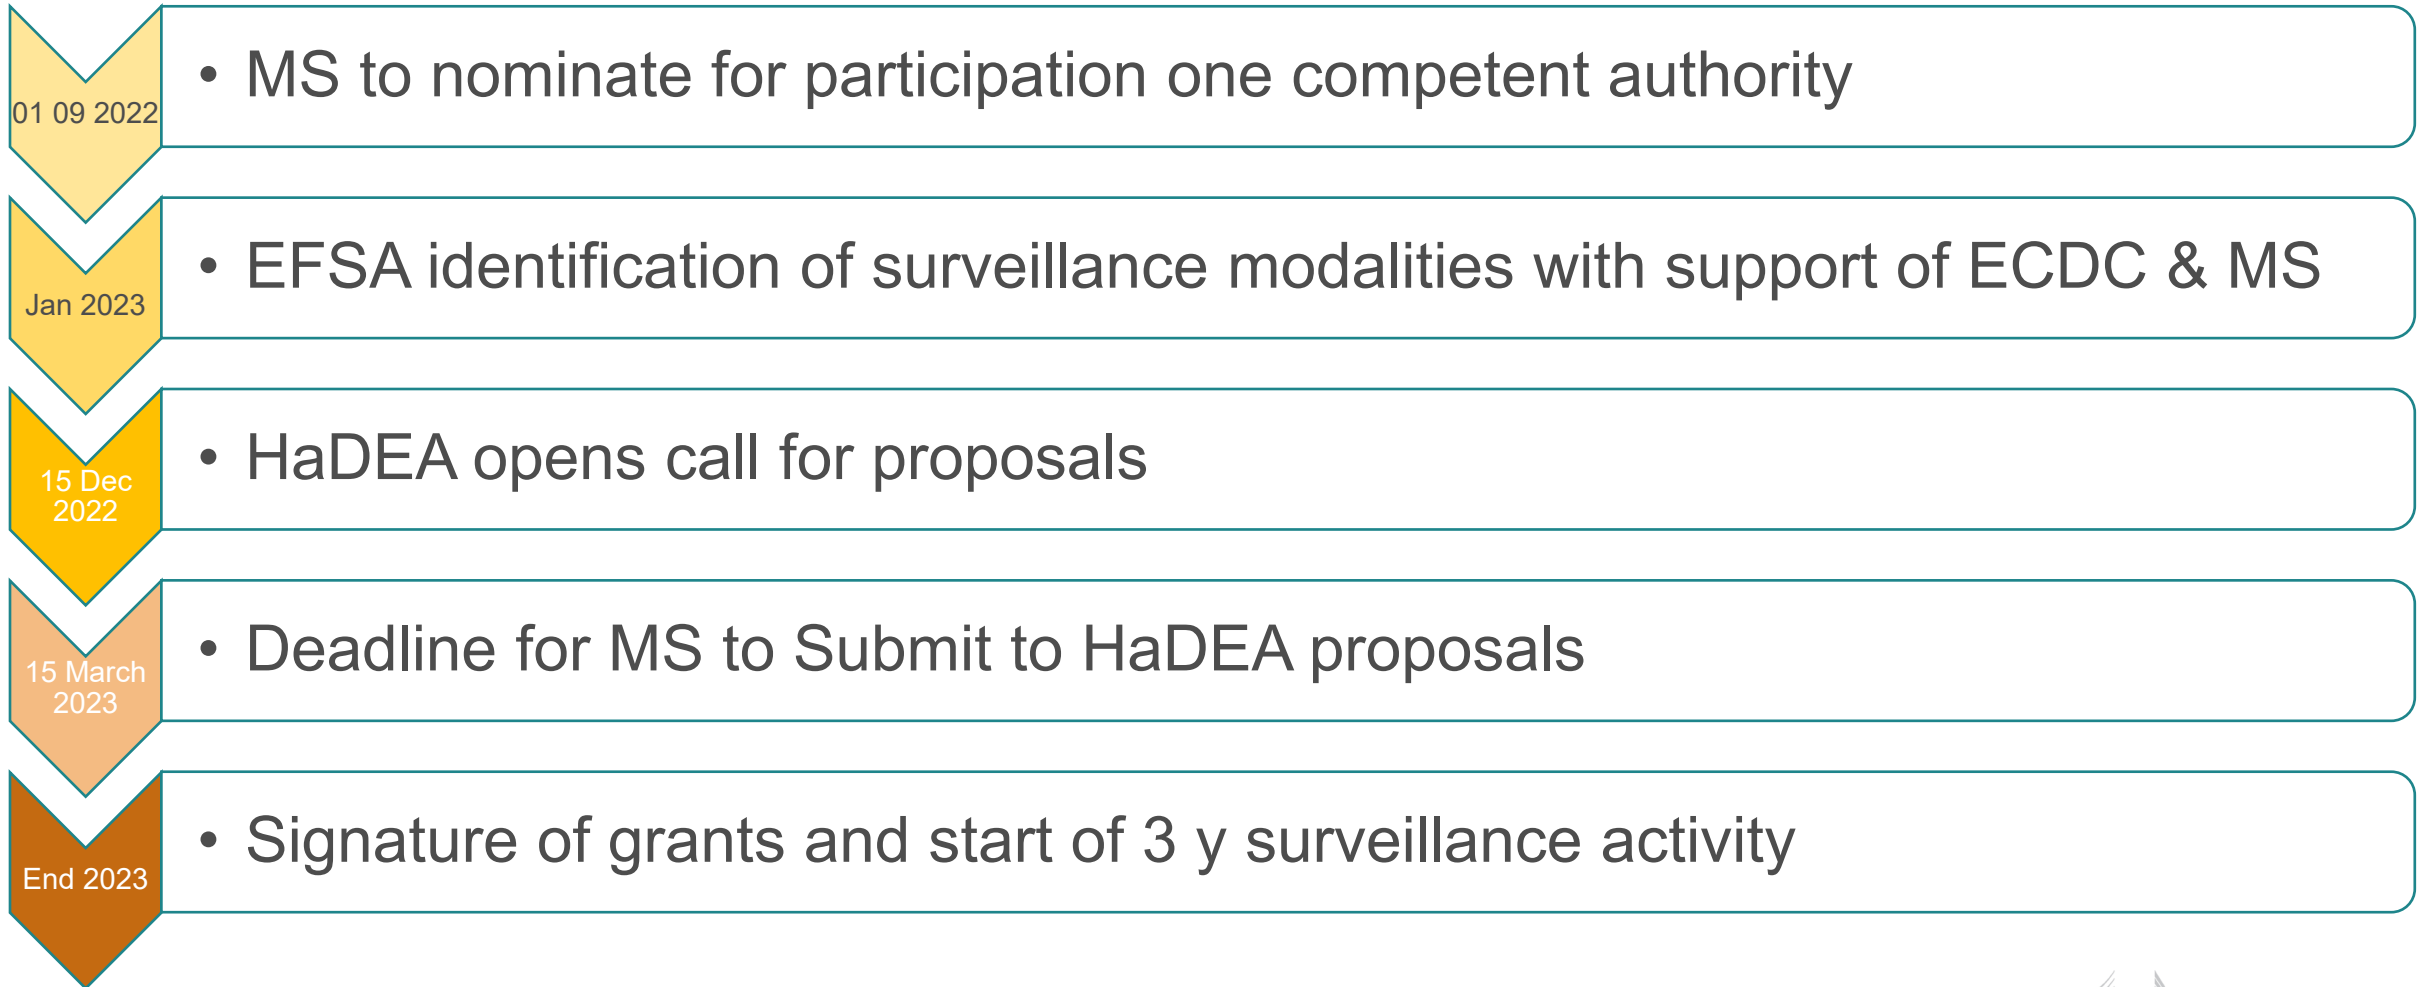 01 09 2022
• MS to nominate for participation one competent authority
Jan 2023
• EFSA identification of surveillance modalities with support of ECDC & MS
15 Dec
2022
• HaDEA opens call for proposals
15 March
2023
• Deadline for MS to Submit to HaDEA proposals
End 2023
• Signature of grants and start of 3 y surveillance activity